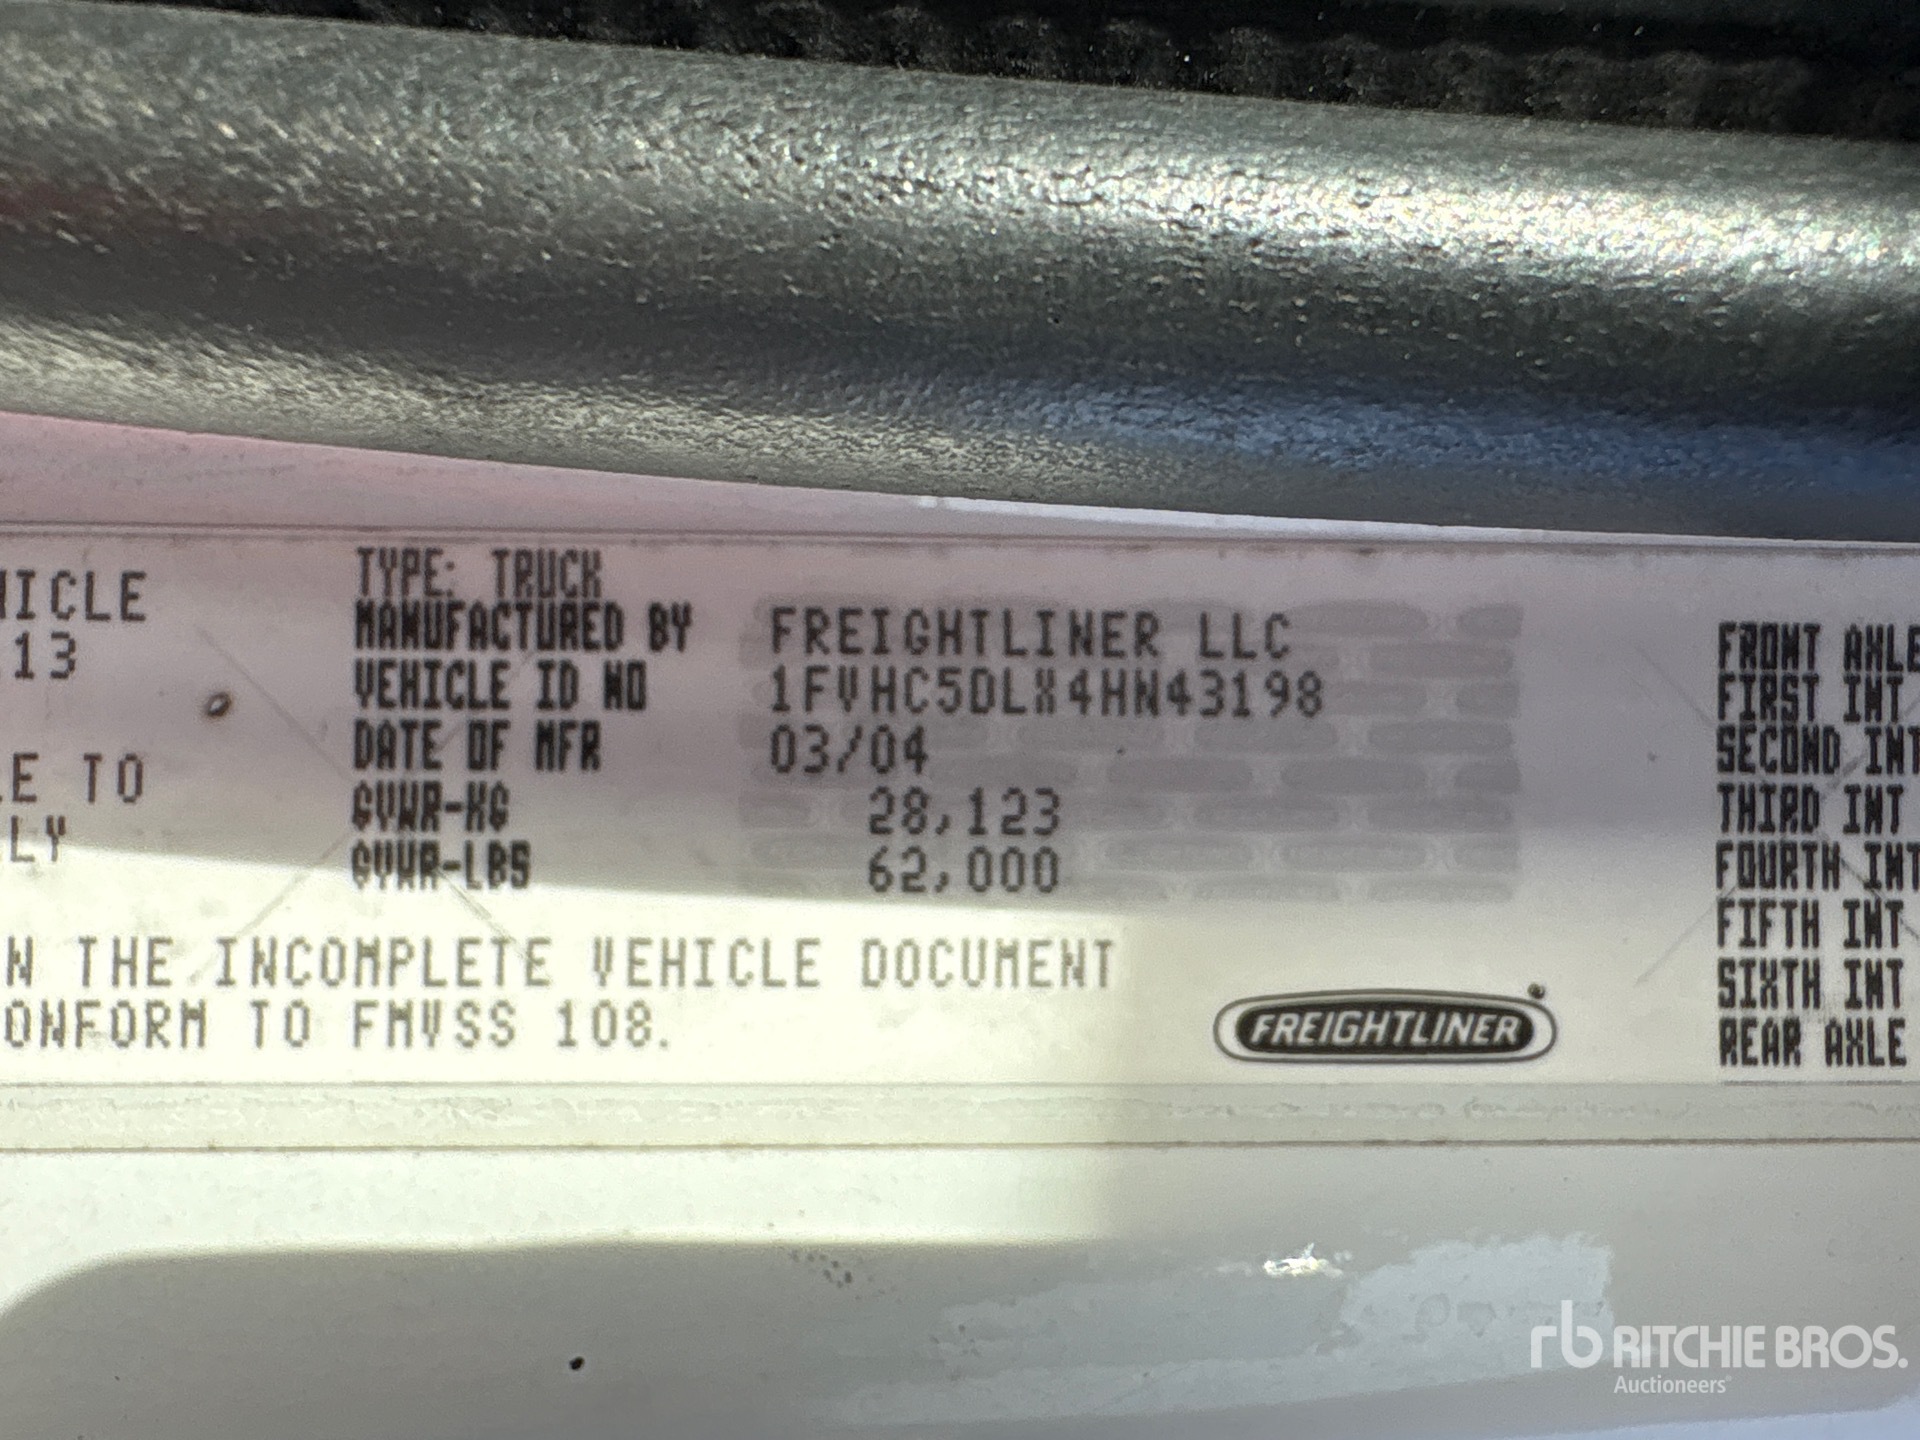 HICLE
13
E TO
LY
N THE INCOMPLETE VEHICLE DOCUMENT
ONFORM TO FMVSS 108.
TYPE: TRUCK
MANUFACTURED BY FREIGHTLINER LLC
VEHICLE ID NO 1FVHC5DLX4HN43198
DATE OF MFR 03/04
GVWR-KG 28,123
GVWR-LBS 62,000
FREIGHTLINER
FRONT AXLE
FIRST INT
SECOND INT
THIRD INT
FOURTH INT
FIFTH INT
SIXTH INT
REAR AXLE
rb RITCHIE BROS.
Auctioneers